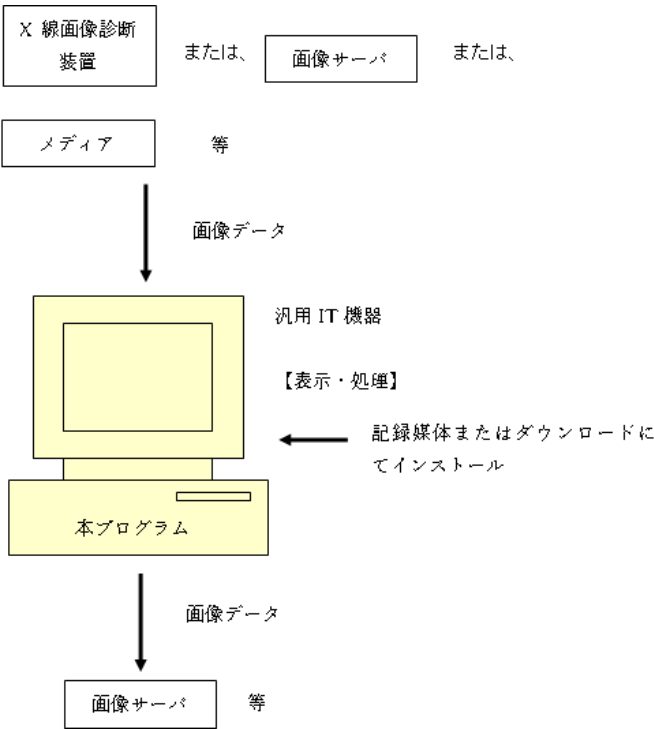 X 線画像診断
装置
または、
画像サーバ
または、
メディア
等
画像データ
汎用 IT 機器
【表示・処理】
記録媒体またはダウンロードに
てインストール
本プログラム
画像データ
画像サーバ
等